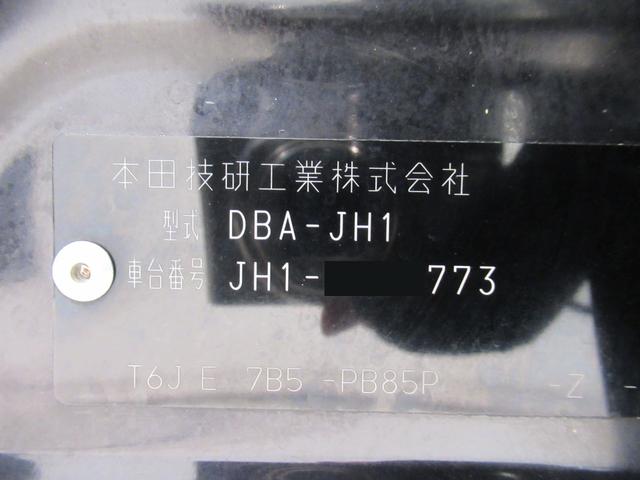 本田技研工業株式会社
型式 DBA-JH1
車台番号 JH1- 773
T6J E 7B5 -PB85P -Z -